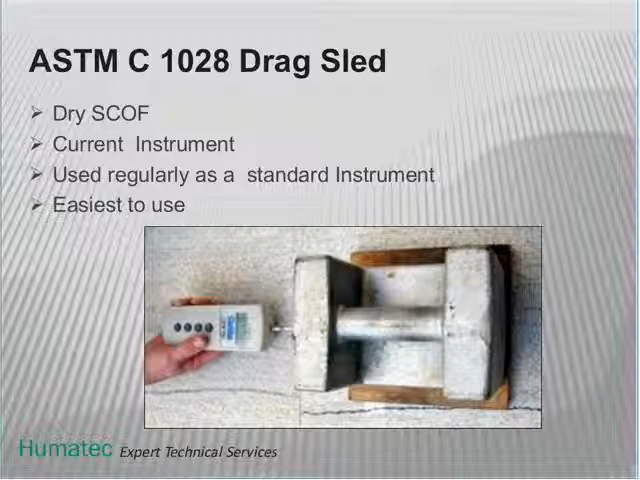 ASTM C 1028 Drag Sled
➢ Dry SCOF
➢ Current Instrument
➢ Used regularly as a standard Instrument
➢ Easiest to use
Humatec Expert Technical Services